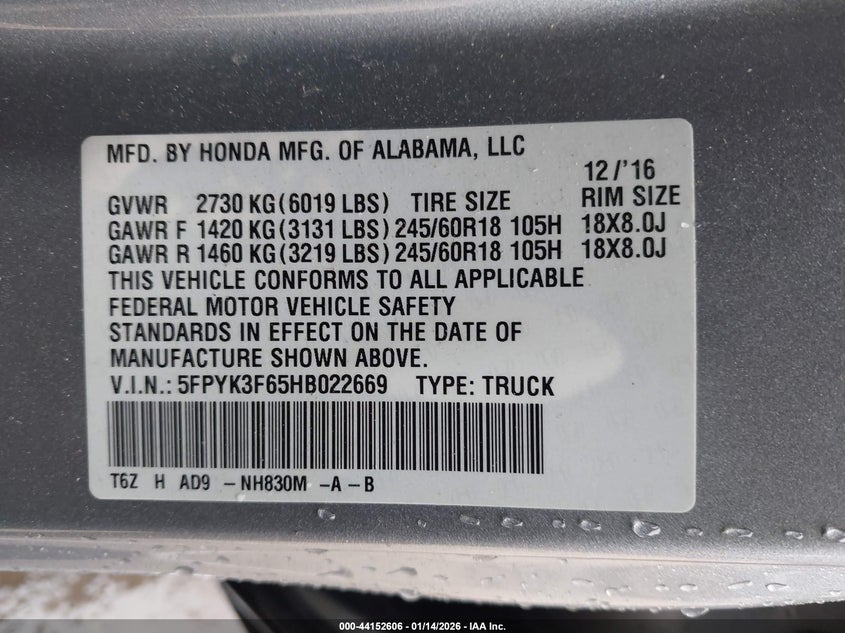 MFD. BY HONDA MFG. OF ALABAMA, LLC
12/'16
GVWR 2730 KG(6019 LBS) TIRE SIZE RIM SIZE
GAWR F 1420 KG(3131 LBS) 245/60R18 105H 18X8.0J
GAWR R 1460 KG(3219 LBS) 245/60R18 105H 18X8.0J
THIS VEHICLE CONFORMS TO ALL APPLICABLE
FEDERAL MOTOR VEHICLE SAFETY
STANDARDS IN EFFECT ON THE DATE OF
MANUFACTURE SHOWN ABOVE.
V.I.N.: 5FPYK3F65HB022669 TYPE: TRUCK
T6Z H AD9 -NH830M -A-B
000-44152606 - 01/14/2026 - IAA Inc.